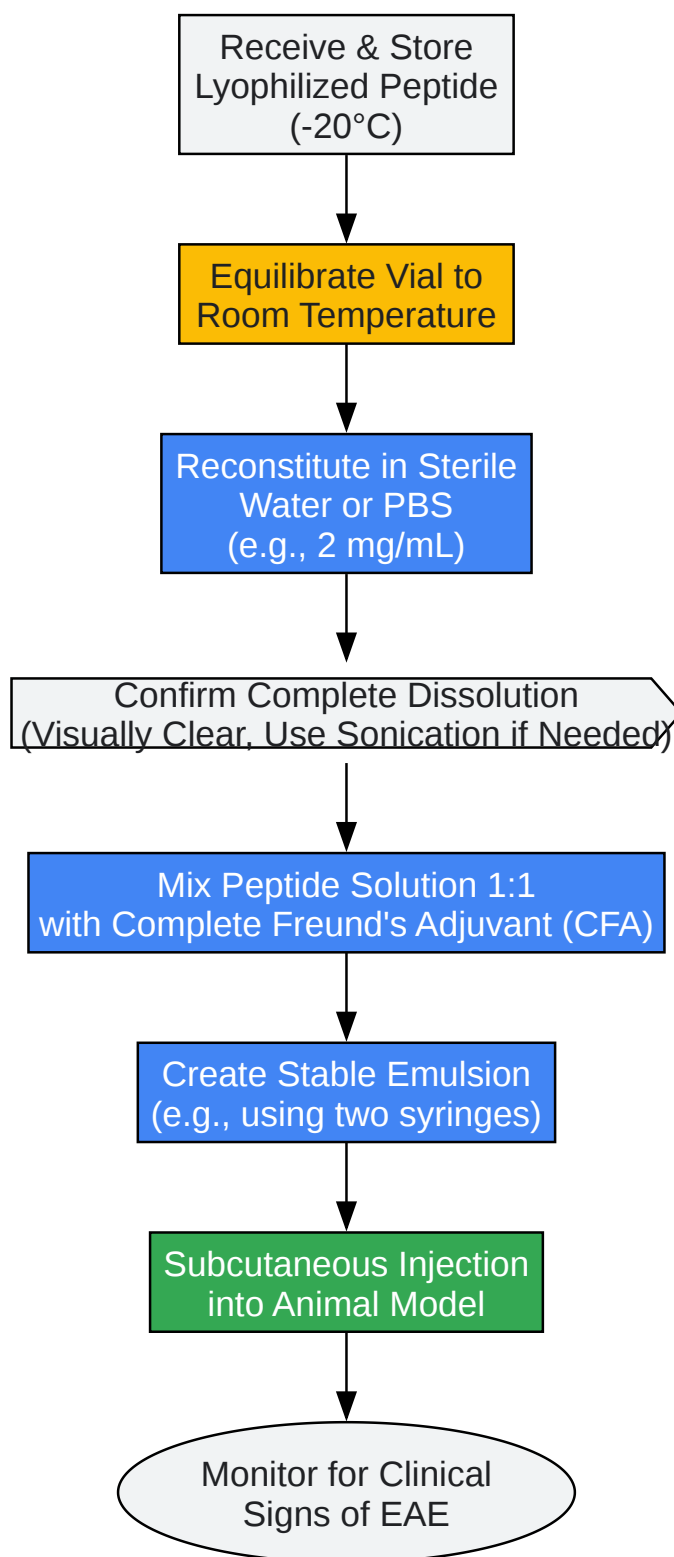 Receive & Store
Lyophilized Peptide
(-20°C)
Equilibrate Vial to
Room Temperature
Reconstitute in Sterile
Water or PBS
(e.g., 2 mg/mL)
Confirm Complete Dissolution
(Visually Clear, Use Sonication if Needed)
Mix Peptide Solution 1:1
with Complete Freund's Adjuvant (CFA)
Create Stable Emulsion
(e.g., using two syringes)
Subcutaneous Injection
into Animal Model
Monitor for Clinical
Signs of EAE